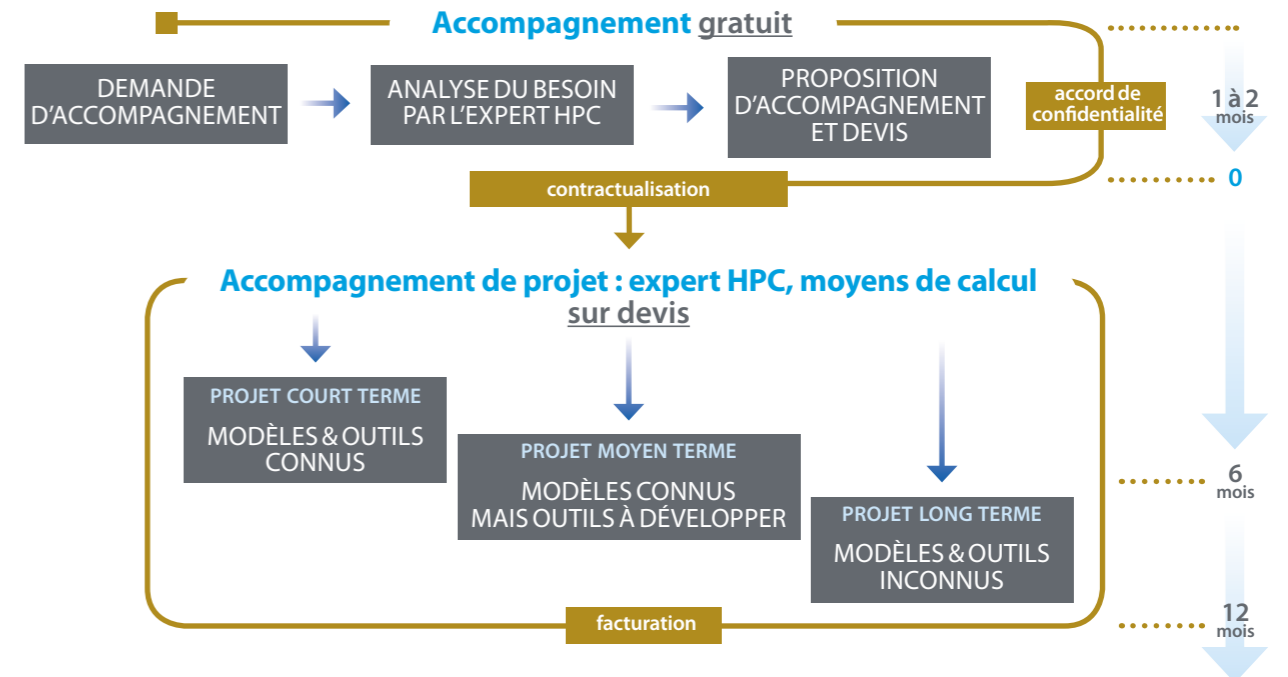 Accompagnement gratuit
DEMANDE
D'ACCOMPAGNEMENT
ANALYSE DU BESOIN
PAR L'EXPERT HPC
PROPOSITION
D'ACCOMPAGNEMENT
ET DEVIS
accord de
confidentialité
1 à 2
mois
contractualisation
0
Accompagnement de projet : expert HPC, moyens de calcul
sur devis
PROJET COURT TERME
MODÈLES & OUTILS
CONNUS
PROJET MOYEN TERME
MODÈLES CONNUS
MAIS OUTILS À DÉVELOPPER
6
mois
PROJET LONG TERME
MODÈLES & OUTILS
INCONNUS
facturation
12
mois